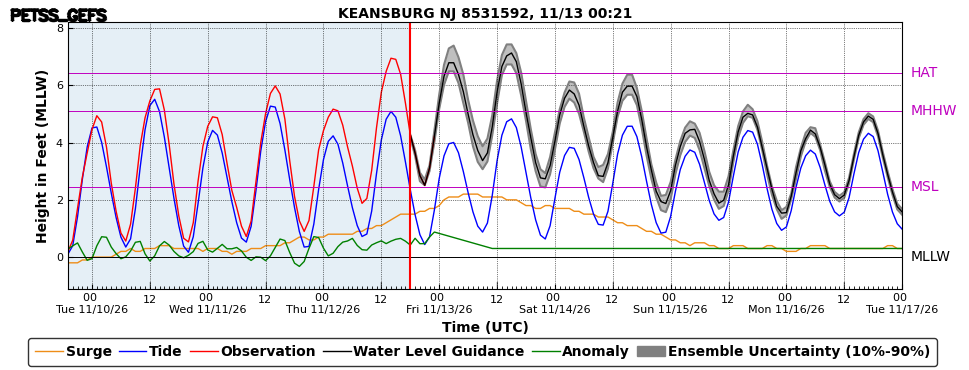 PETSS_GEFS
KEANSBURG NJ 8531592, 11/13 00:21
Height in Feet (MLLW)
8
6
4
2
0
HAT
MHHW
MSL
MLLW
00 12 00 12 00 12 00 12 00 12 00 12 00 12 00
Tue 11/10/26 Wed 11/11/26 Thu 11/12/26 Fri 11/13/26 Sat 11/14/26 Sun 11/15/26 Mon 11/16/26 Tue 11/17/26
Time (UTC)
Surge Tide Observation Water Level Guidance Anomaly Ensemble Uncertainty (10%-90%)